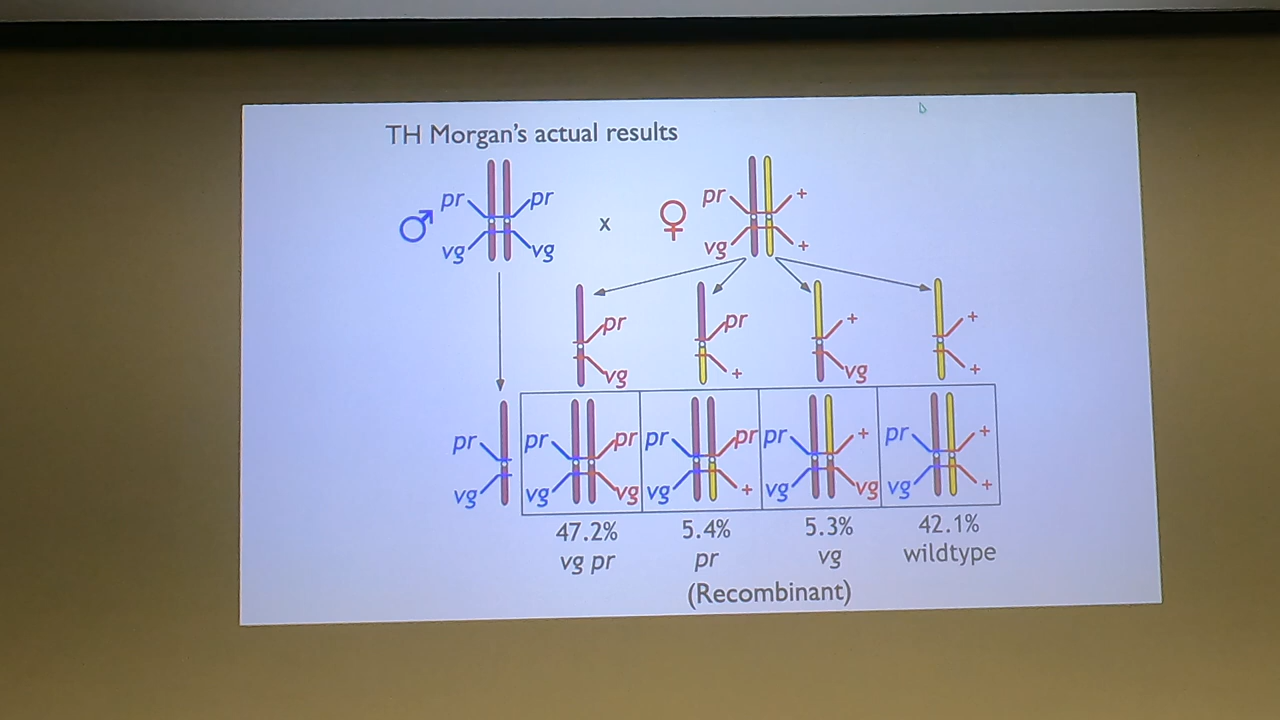 TH Morgan's actual results
pr pr x pr +
vg vg vg +
pr pr + +
vg + vg +
pr pr pr pr pr pr + pr +
vg vg vg vg + vg vg vg +
47.2% 5.4% 5.3% 42.1%
vg pr pr vg wildtype
(Recombinant)